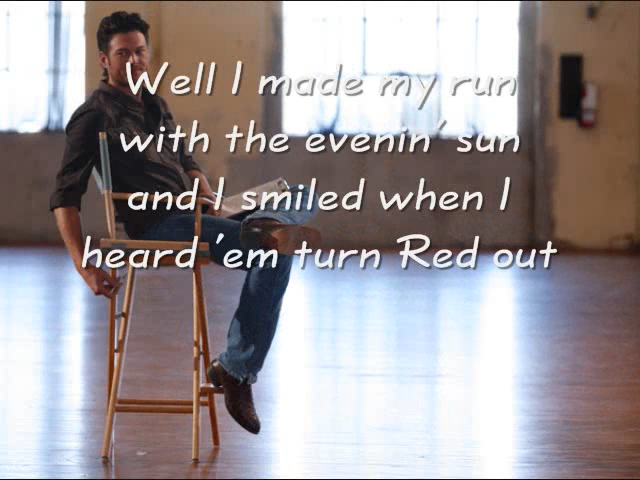 Well I made my run
with the evenin' sun
and I smiled when I
heard 'em turn Red out